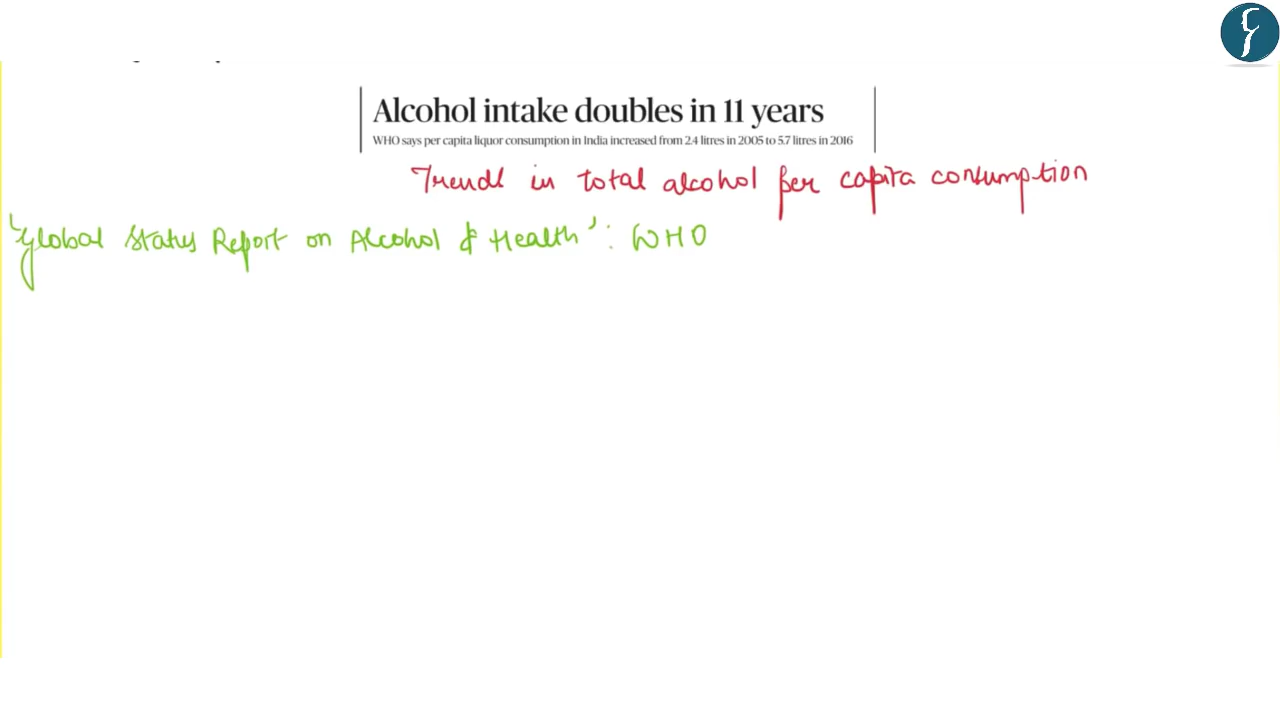 Alcohol intake doubles in 11 years
WHO says per capita liquor consumption in India increased from 2.4 litres in 2005 to 5.7 litres in 2016
Trends in total alcohol per capita consumption
'Global Status Report on Alcohol & Health' : WHO